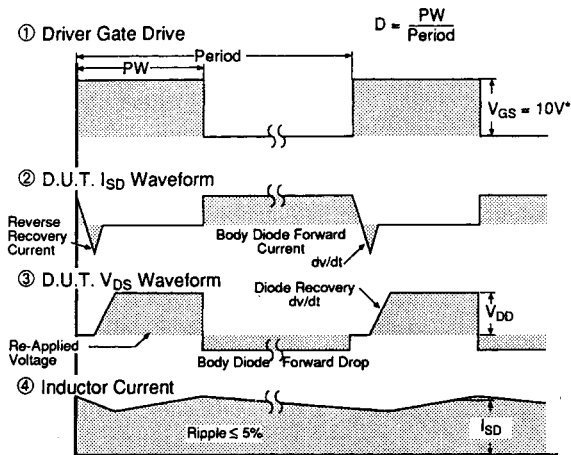 ① Driver Gate Drive
D = PW
Period
Period
PW
VGS = 10V*
② D.U.T. ISD Waveform
Reverse
Recovery
Current
Body Diode Forward
Current
dv/dt
③ D.U.T. VDS Waveform
Diode Recovery
dv/dt
VDD
Re-Applied
Voltage
Body Diode Forward Drop
④ Inductor Current
Ripple ≤ 5%
ISD